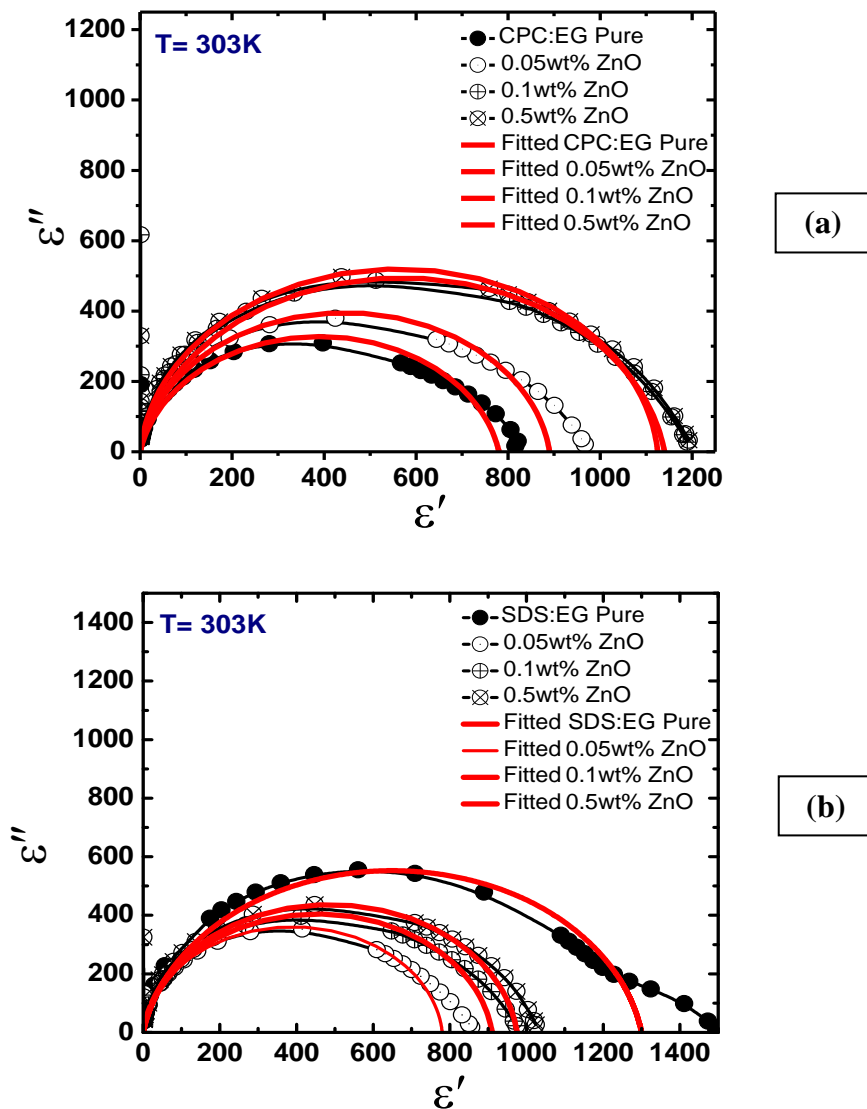 T= 303K
CPC:EG Pure
0.05wt% ZnO
0.1wt% ZnO
0.5wt% ZnO
Fitted CPC:EG Pure
Fitted 0.05wt% ZnO
Fitted 0.1wt% ZnO
Fitted 0.5wt% ZnO
1200
1000
800
600
400
200
0
ε″
0 200 400 600 800 1000 1200
ε′
(a)
T= 303K
SDS:EG Pure
0.05wt% ZnO
0.1wt% ZnO
0.5wt% ZnO
Fitted SDS:EG Pure
Fitted 0.05wt% ZnO
Fitted 0.1wt% ZnO
Fitted 0.5wt% ZnO
1400
1200
1000
800
600
400
200
0
ε″
0 200 400 600 800 1000 1200 1400
ε′
(b)